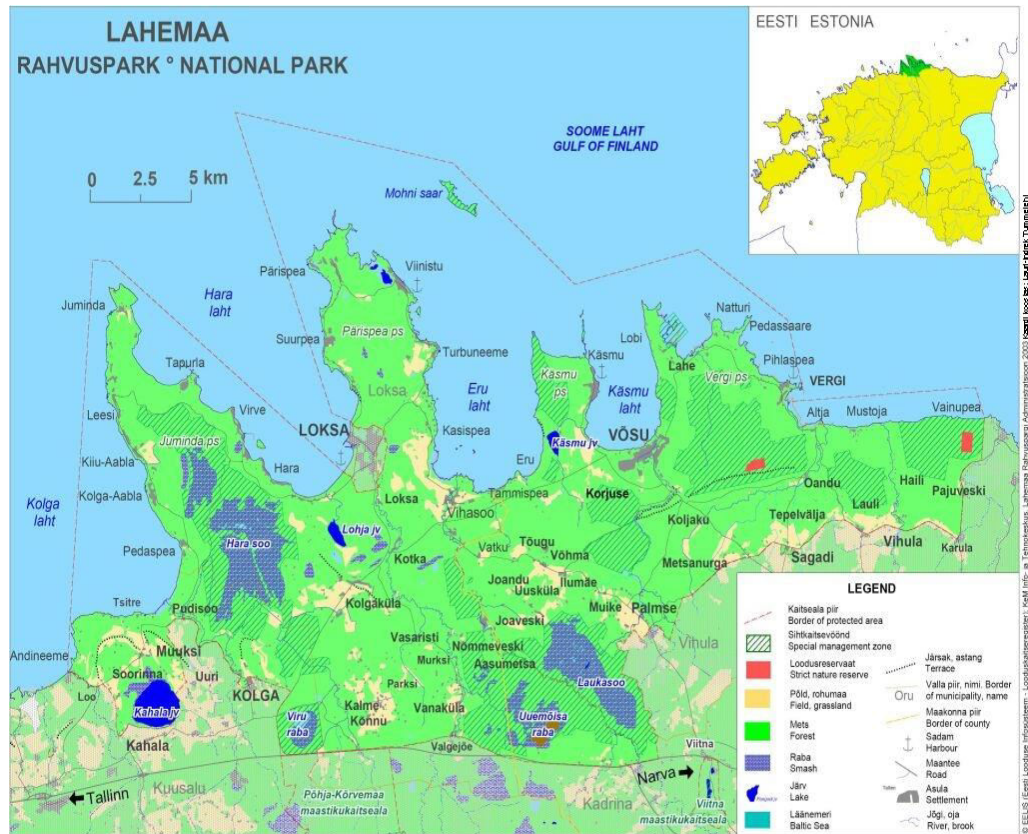 LAHEMAA
RAHVUSPARK ° NATIONAL PARK
EESTI ESTONIA
SOOME LAHT
GULF OF FINLAND
0 2.5 5 km
Mohni saar
Pärispea
Viinistu
Hara
laht
Juminda
Suurpea
Pärispea ps
Turbuneeme
Natturi
Pedassaare
Lobi
Käsmu
Pihlaspea
Lahe
Tapurla
Loksa
Eru
laht
Käsmu
ps
Käsmu
laht
Vergi ps
VERGI
Leesi
Virve
LOKSA
Kasispea
Altja
Mustoja
Vainupea
Juminda ps
Käsmu jv
VÕSU
Kiiu-Aabla
Hara
Eru
Kolga
laht
Kolga-Aabla
Loksa
Tammispea
Korjuse
Oandu
Haili
Pajuveski
Vihasoo
Lauli
Koljaku
Tepelvälja
Hara soo
Lohja jv
Pedaspea
Kotka
Vatku
Tõugu
Võhma
Metsanurga
Sagadi
Vihula
Karula
Tsitre
Pudisoo
Kolgaküla
Joandu
Uusküla
Ilumäe
Joaveski
Muike
Palmse
Andineeme
Muuksi
Vasaristi
Nõmmeveski
Vihula
Soorinna
Uuri
Murksi
Aasumetsa
Loo
KOLGA
Parksi
Laukasoo
Kahala jv
Kalme
Könnu
Vanaküla
Viru
raba
Uuemõisa
raba
Kahala
Valgejõe
Viitna
Narva
Tallinn
Kuusalu
Põhja-Kõrvemaa
maastikukaitseala
Kadrina
Viitna
maastikukaitseala
LEGEND
Kaitseala piir
Border of protected area
Sihtkaitsevöönd
Special management zone
Loodusreservaat
Strict nature reserve
Põld, rohumaa
Field, grassland
Mets
Forest
Raba
Smash
Järv
Lake
Läänemeri
Baltic Sea
Järsak, astang
Terrace
Oru
Valla piir, nimi. Border
of municipality, name
Maakonna piir
Border of county
Sadam
Harbour
Maantee
Road
Asula
Settlement
Jõgi, oja
River, brook